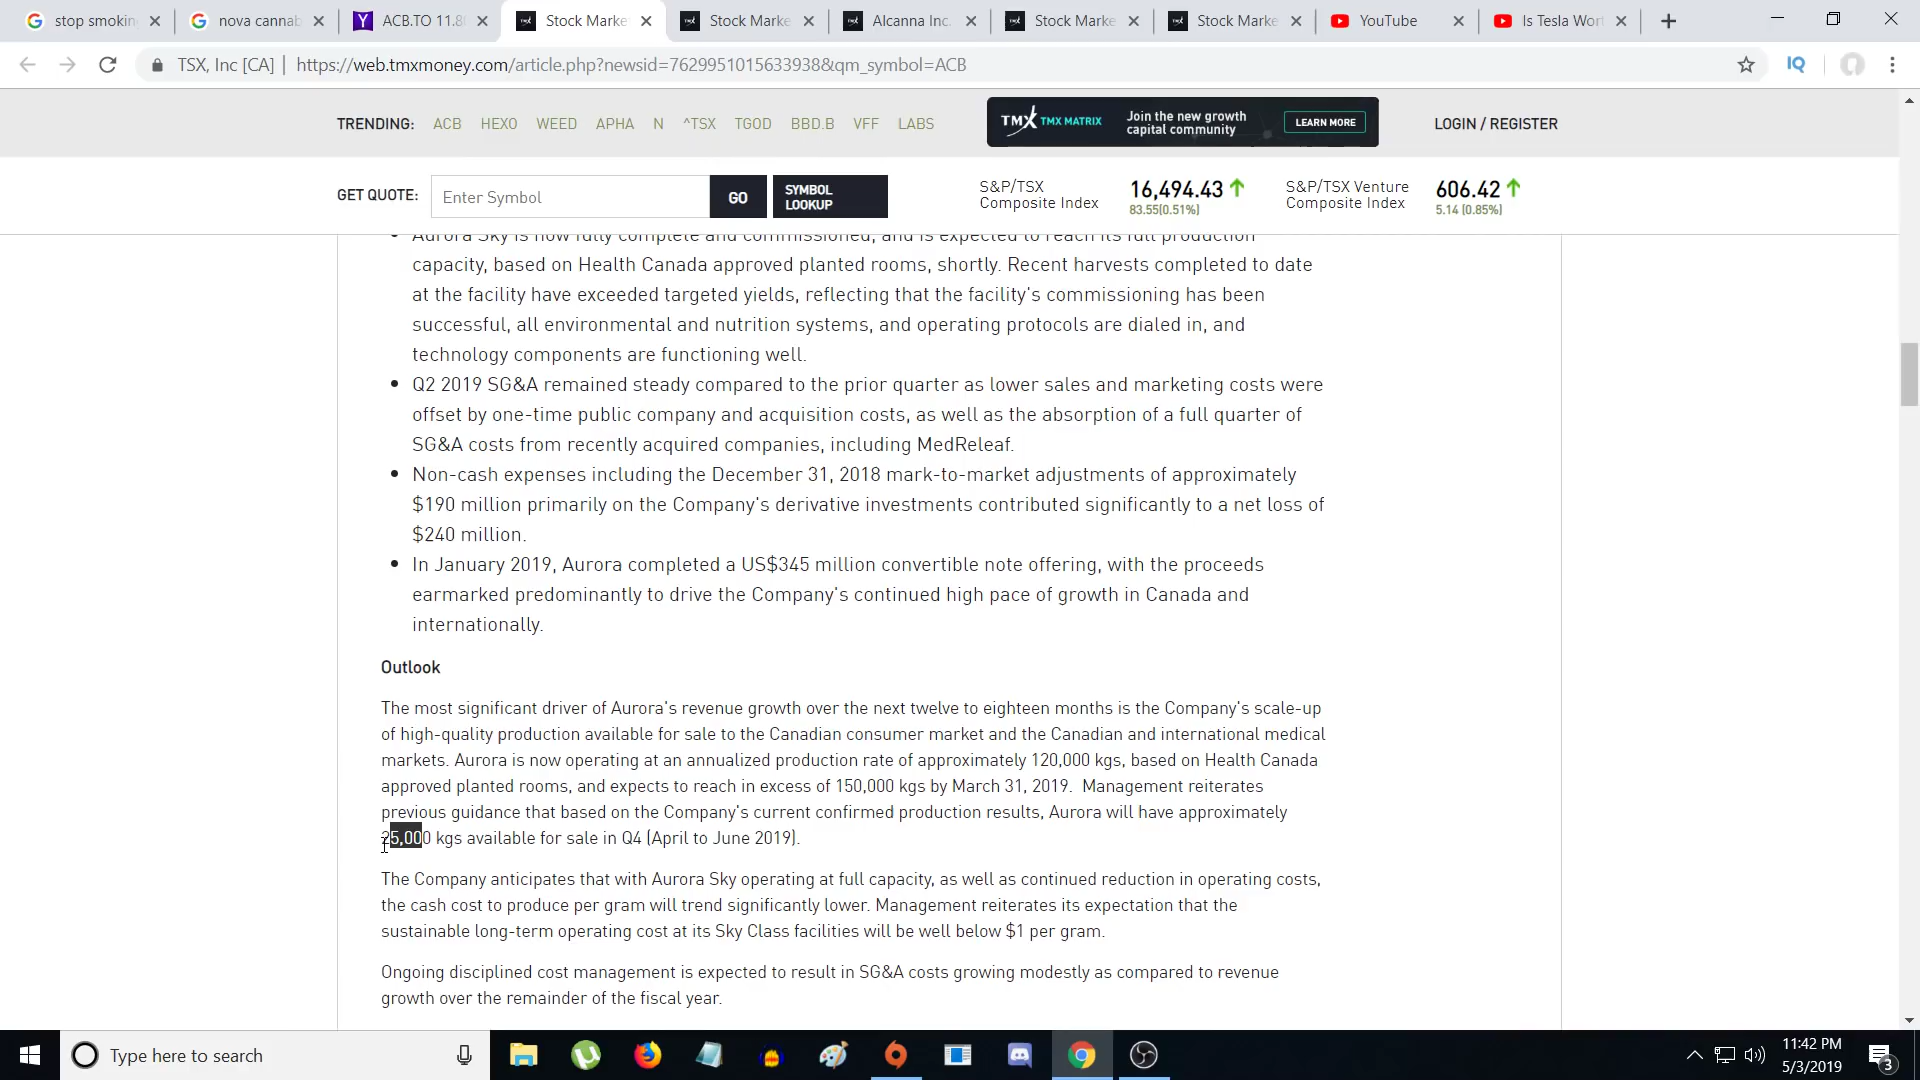 stop smokin
nova cannab
ACB.TO 11.8
Stock Marke
Stock Marke
Alcanna Inc.
Stock Marke
Stock Marke
YouTube
Is Tesla Wor
TSX, Inc [CA] | https://web.tmxmoney.com/article.php?newsid=7629951015633938&qm_symbol=ACB
IQ
TRENDING: ACB HEXO WEED APHA N ^TSX TGOD BBD.B VFF LABS
TMX TMX MATRIX
Join the new growth
capital community
LEARN MORE
LOGIN / REGISTER
GET QUOTE:
Enter Symbol
GO
SYMBOL
LOOKUP
S&P/TSX
Composite Index
16,494.43
83.55(0.51%)
S&P/TSX Venture
Composite Index
606.42
5.14 (0.85%)
Aurora Sky is now fully complete and commissioned, and is expected to reach its full production
capacity, based on Health Canada approved planted rooms, shortly. Recent harvests completed to date
at the facility have exceeded targeted yields, reflecting that the facility's commissioning has been
successful, all environmental and nutrition systems, and operating protocols are dialed in, and
technology components are functioning well.
Q2 2019 SG&A remained steady compared to the prior quarter as lower sales and marketing costs were
offset by one-time public company and acquisition costs, as well as the absorption of a full quarter of
SG&A costs from recently acquired companies, including MedReleaf.
Non-cash expenses including the December 31, 2018 mark-to-market adjustments of approximately
$190 million primarily on the Company's derivative investments contributed significantly to a net loss of
$240 million.
In January 2019, Aurora completed a US$345 million convertible note offering, with the proceeds
earmarked predominantly to drive the Company's continued high pace of growth in Canada and
internationally.
Outlook
The most significant driver of Aurora's revenue growth over the next twelve to eighteen months is the Company's scale-up
of high-quality production available for sale to the Canadian consumer market and the Canadian and international medical
markets. Aurora is now operating at an annualized production rate of approximately 120,000 kgs, based on Health Canada
approved planted rooms, and expects to reach in excess of 150,000 kgs by March 31, 2019. Management reiterates
previous guidance that based on the Company's current confirmed production results, Aurora will have approximately
25,000 kgs available for sale in Q4 (April to June 2019).
The Company anticipates that with Aurora Sky operating at full capacity, as well as continued reduction in operating costs,
the cash cost to produce per gram will trend significantly lower. Management reiterates its expectation that the
sustainable long-term operating cost at its Sky Class facilities will be well below $1 per gram.
Ongoing disciplined cost management is expected to result in SG&A costs growing modestly as compared to revenue
growth over the remainder of the fiscal year.
Type here to search
11:42 PM
5/3/2019
3